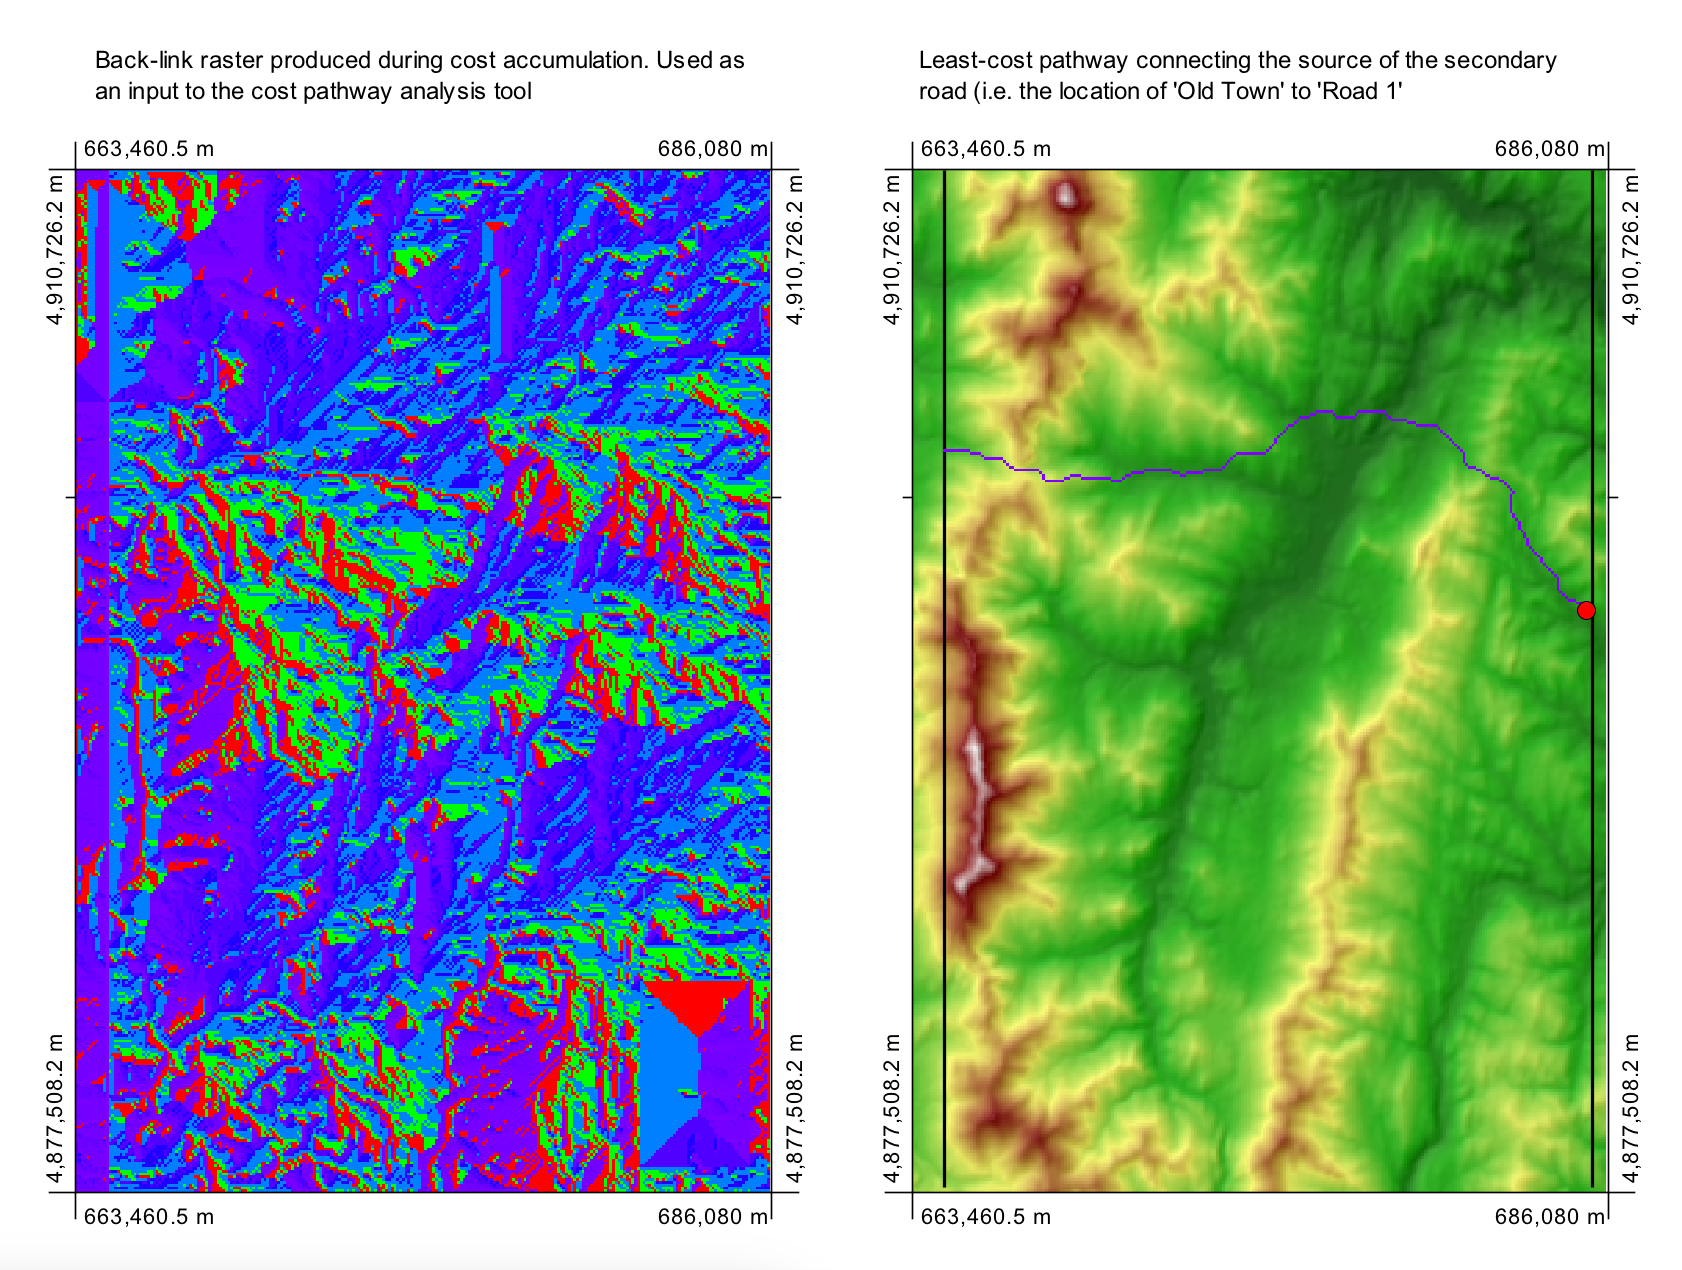 Back-link raster produced during cost accumulation. Used as
an input to the cost pathway analysis tool
663,460.5 m
686,080 m
4,910,726.2 m
4,910,726.2 m
4,877,508.2 m
4,877,508.2 m
663,460.5 m
686,080 m
Least-cost pathway connecting the source of the secondary
road (i.e. the location of 'Old Town' to 'Road 1'
663,460.5 m
686,080 m
4,910,726.2 m
4,910,726.2 m
4,877,508.2 m
4,877,508.2 m
663,460.5 m
686,080 m